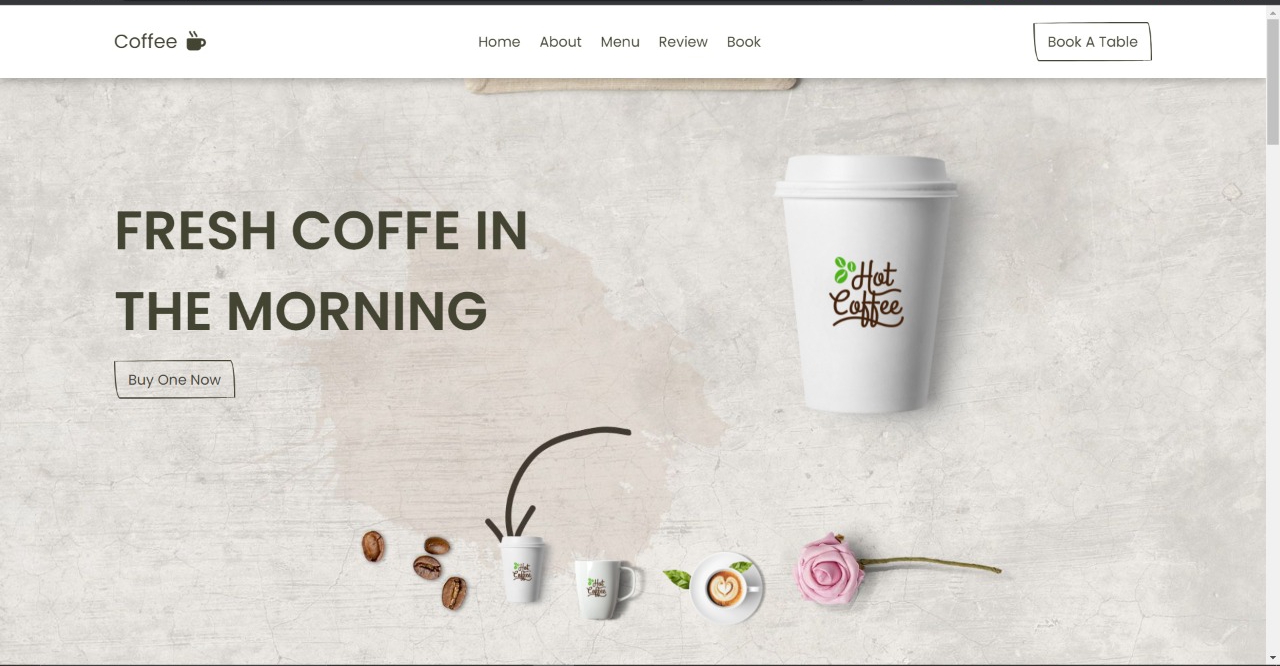 Coffee
Home About Menu Review Book
Book A Table
FRESH COFFE IN
THE MORNING
Buy One Now
Hot
Coffee
Hot
Coffee
Hot
Coffee